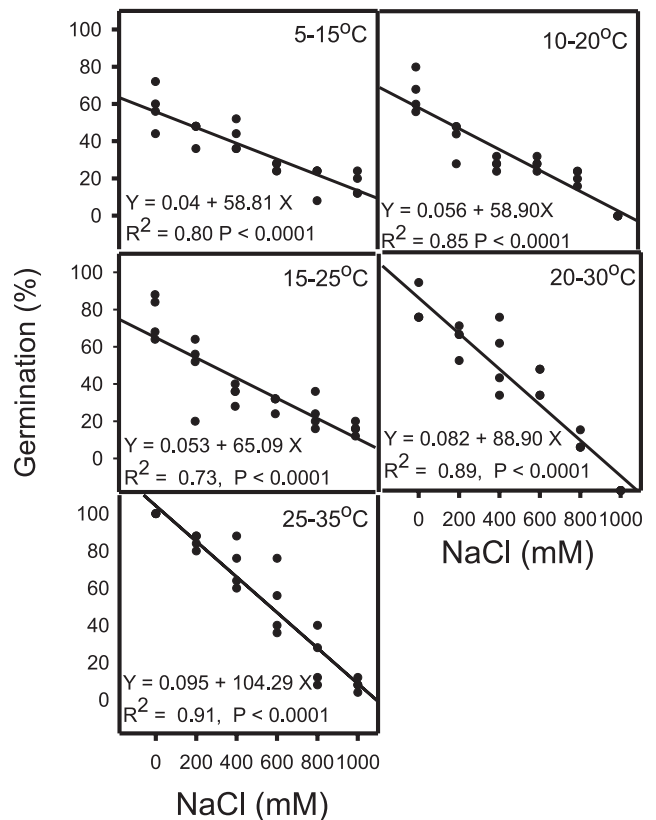 100
80
60
40
20
0
5-15°C
Y = 0.04 + 58.81 X
R² = 0.80 P < 0.0001
10-20°C
Y = 0.056 + 58.90X
R² = 0.85 P < 0.0001
Germination (%)
100
80
60
40
20
0
15-25°C
Y = 0.053 + 65.09 X
R² = 0.73, P < 0.0001
20-30°C
Y = 0.082 + 88.90 X
R² = 0.89, P < 0.0001
0 200 400 600 800 1000
NaCl (mM)
100
80
60
40
20
0
25-35°C
Y = 0.095 + 104.29 X
R² = 0.91, P < 0.0001
0 200 400 600 800 1000
NaCl (mM)